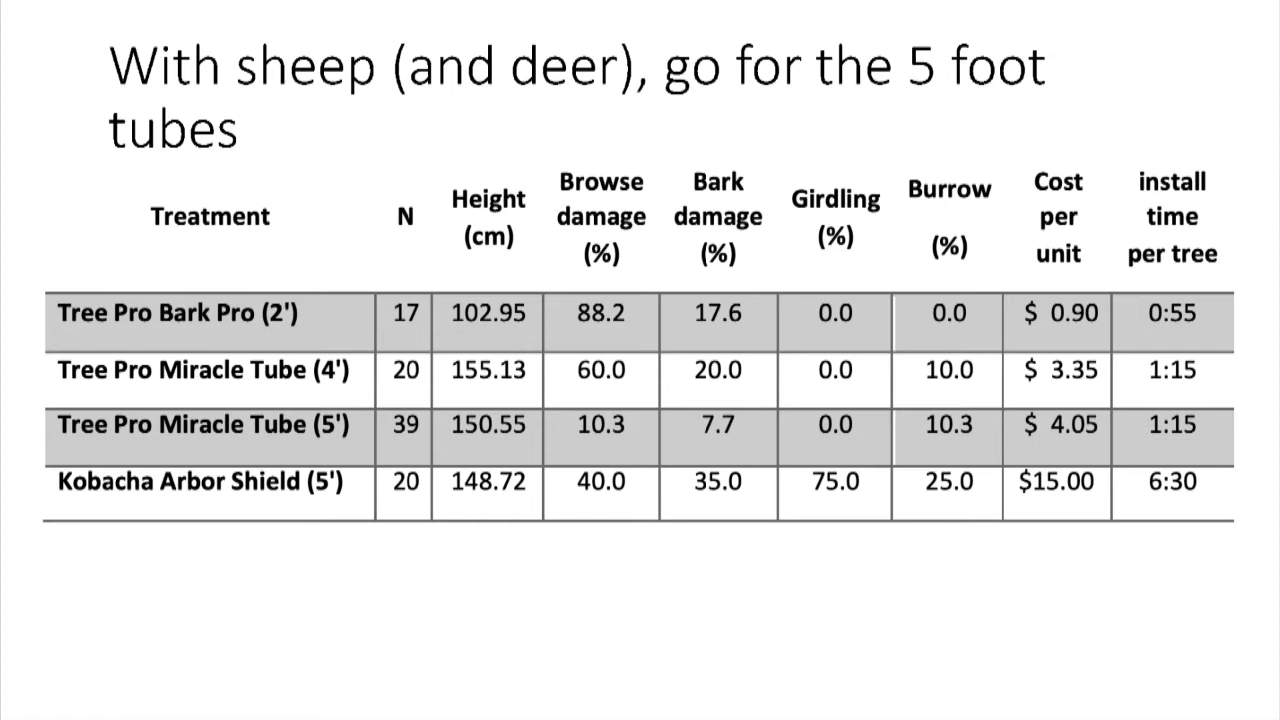 With sheep (and deer), go for the 5 foot
tubes
Treatment N Height (cm) Browse damage (%) Bark damage (%) Girdling (%) Burrow (%) Cost per unit install time per tree
Tree Pro Bark Pro (2') 17 102.95 88.2 17.6 0.0 0.0 $ 0.90 0:55
Tree Pro Miracle Tube (4') 20 155.13 60.0 20.0 0.0 10.0 $ 3.35 1:15
Tree Pro Miracle Tube (5') 39 150.55 10.3 7.7 0.0 10.3 $ 4.05 1:15
Kobacha Arbor Shield (5') 20 148.72 40.0 35.0 75.0 25.0 $15.00 6:30